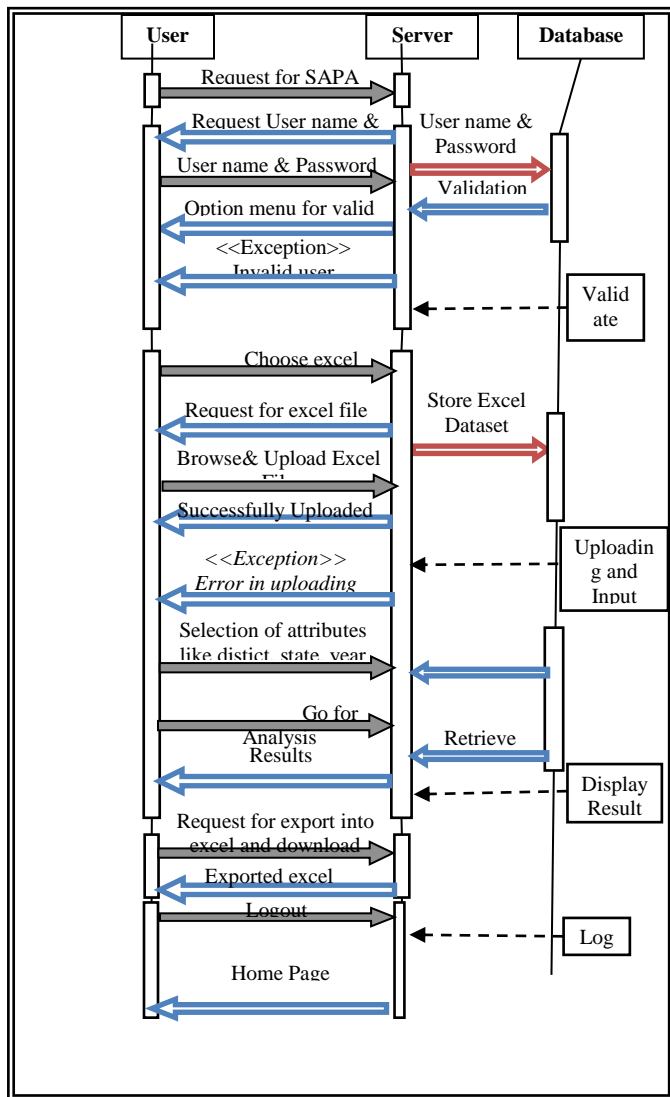 User
Server
Database
Request for SAPA
Request User name &
User name &
Password
User name & Password
Validation
Option menu for valid
<<Exception>>
Invalid user
Valid
ate
Choose excel
Request for excel file
Store Excel
Dataset
Browse& Upload Excel
Successfully Uploaded
<<Exception>>
Error in uploading
Uploadin
g and
Input
Selection of attributes
like distict, state, year
Go for
Analysis
Results
Retrieve
Display
Result
Request for export into
excel and download
Exported excel
Logout
Log
Home Page